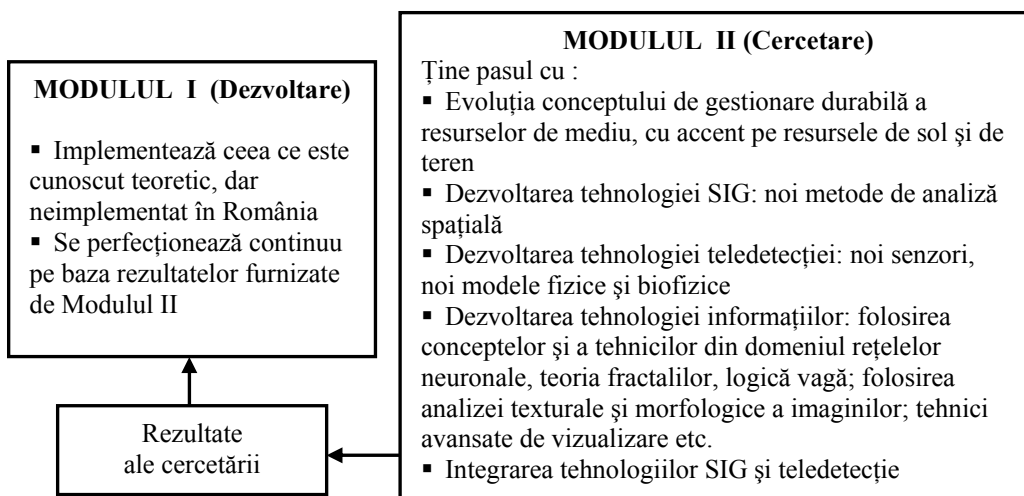 MODULUL I (Dezvoltare)
▪ Implementează ceea ce este
cunoscut teoretic, dar
neimplementat în România
▪ Se perfecţionează continuu
pe baza rezultatelor furnizate
de Modulul II
Rezultate
ale cercetării
MODULUL II (Cercetare)
Ţine pasul cu :
▪ Evoluţia conceptului de gestionare durabilă a
resurselor de mediu, cu accent pe resursele de sol şi de
teren
▪ Dezvoltarea tehnologiei SIG: noi metode de analiză
spaţială
▪ Dezvoltarea tehnologiei teledetecţiei: noi senzori,
noi modele fizice şi biofizice
▪ Dezvoltarea tehnologiei informaţiilor: folosirea
conceptelor şi a tehnicilor din domeniul reţelelor
neuronale, teoria fractalilor, logică vagă; folosirea
analizei texturale şi morfologice a imaginilor; tehnici
avansate de vizualizare etc.
▪ Integrarea tehnologiilor SIG şi teledetecţie